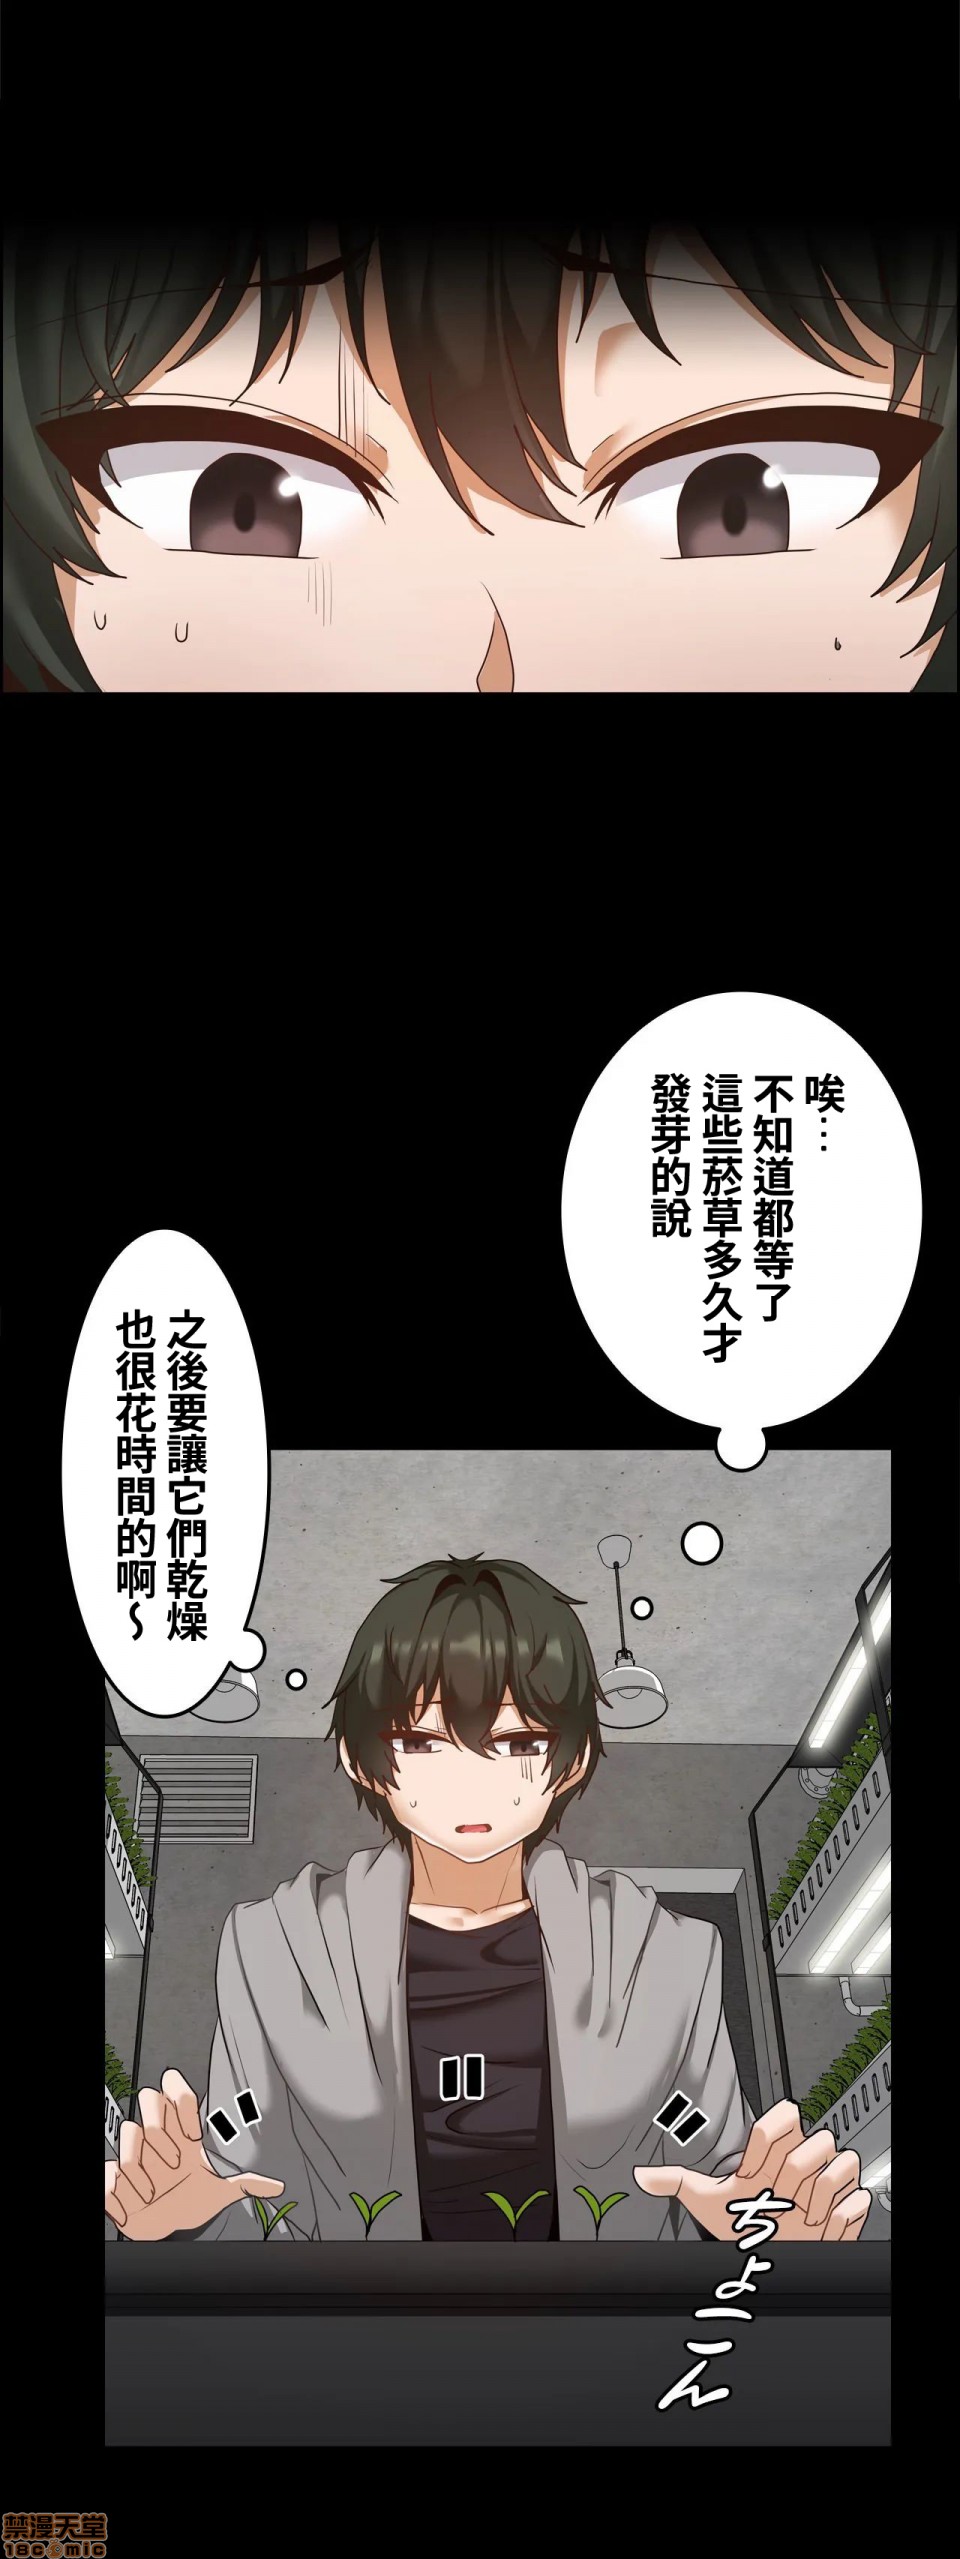 唉…
不知道都等了
這些菸草多久才
發芽的說
之後要讓它們乾燥
也很花時間的啊～
ちょこん
禁漫天堂
18comic